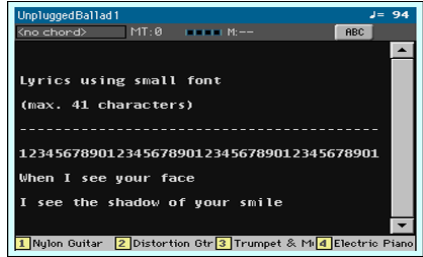 UnpluggedBallad1 ♩= 94
<no chord> MT:0 M:-- ABC
Lyrics using small font
(max. 41 characters)
-----------------------------------------
12345678901234567890123456789012345678901
When I see your face
I see the shadow of your smile
1 Nylon Guitar 2 Distortion Gtr 3 Trumpet & Mu 4 Electric Piano